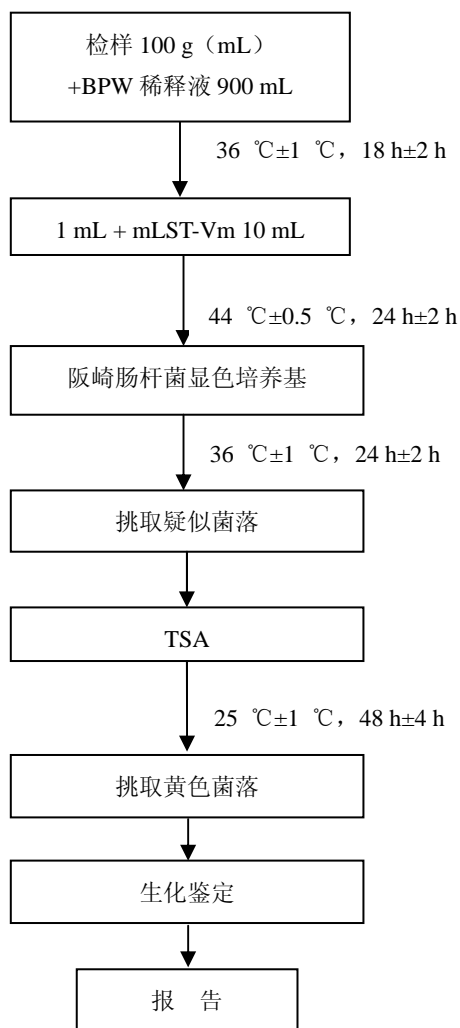 检样 100 g（mL）
+BPW 稀释液 900 mL
36 ℃±1 ℃，18 h±2 h
1 mL + mLST-Vm 10 mL
44 ℃±0.5 ℃，24 h±2 h
阪崎肠杆菌显色培养基
36 ℃±1 ℃，24 h±2 h
挑取疑似菌落
TSA
25 ℃±1 ℃，48 h±4 h
挑取黄色菌落
生化鉴定
报 告